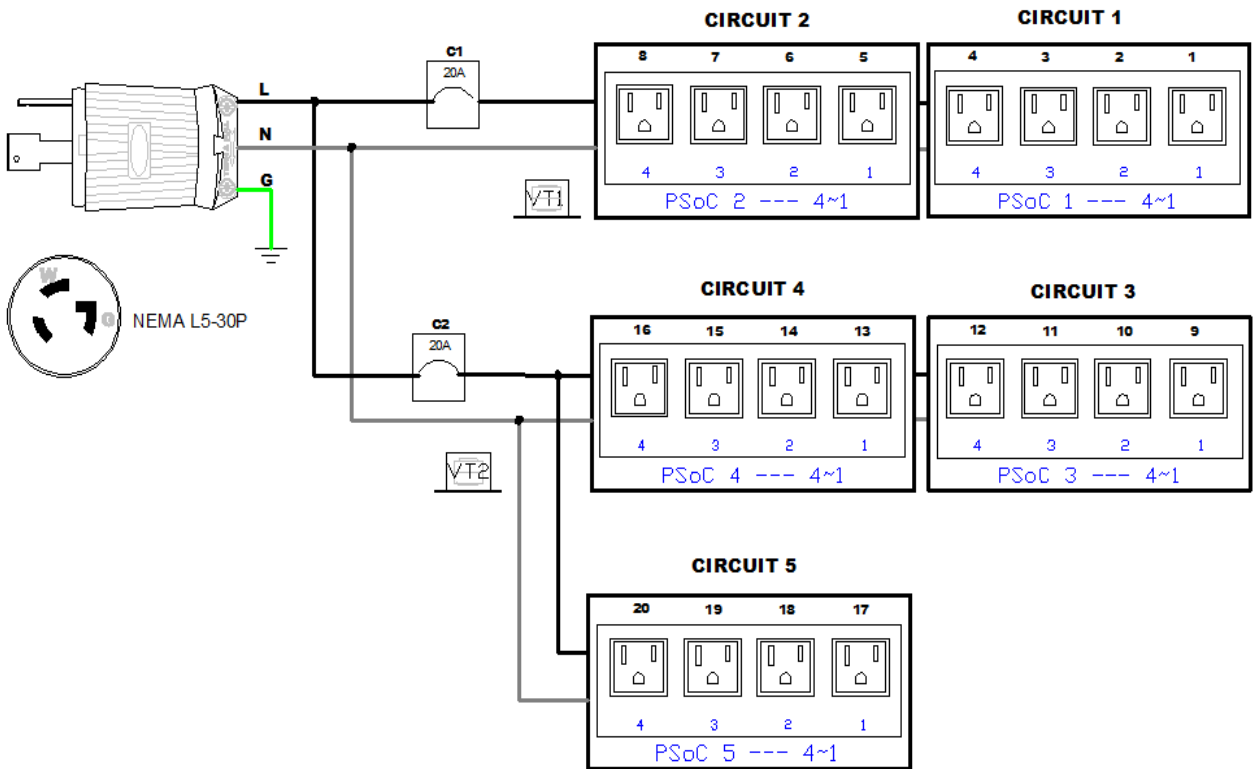 CIRCUIT 2
CIRCUIT 1
C1
20A
8 7 6 5
4 3 2 1
L
N
G
4 3 2 1
4 3 2 1
PSoC 2 --- 4~1
PSoC 1 --- 4~1
VT1
W
G
NEMA L5-30P
CIRCUIT 4
CIRCUIT 3
C2
20A
16 15 14 13
12 11 10 9
4 3 2 1
4 3 2 1
PSoC 4 --- 4~1
PSoC 3 --- 4~1
VT2
CIRCUIT 5
20 19 18 17
4 3 2 1
PSoC 5 --- 4~1